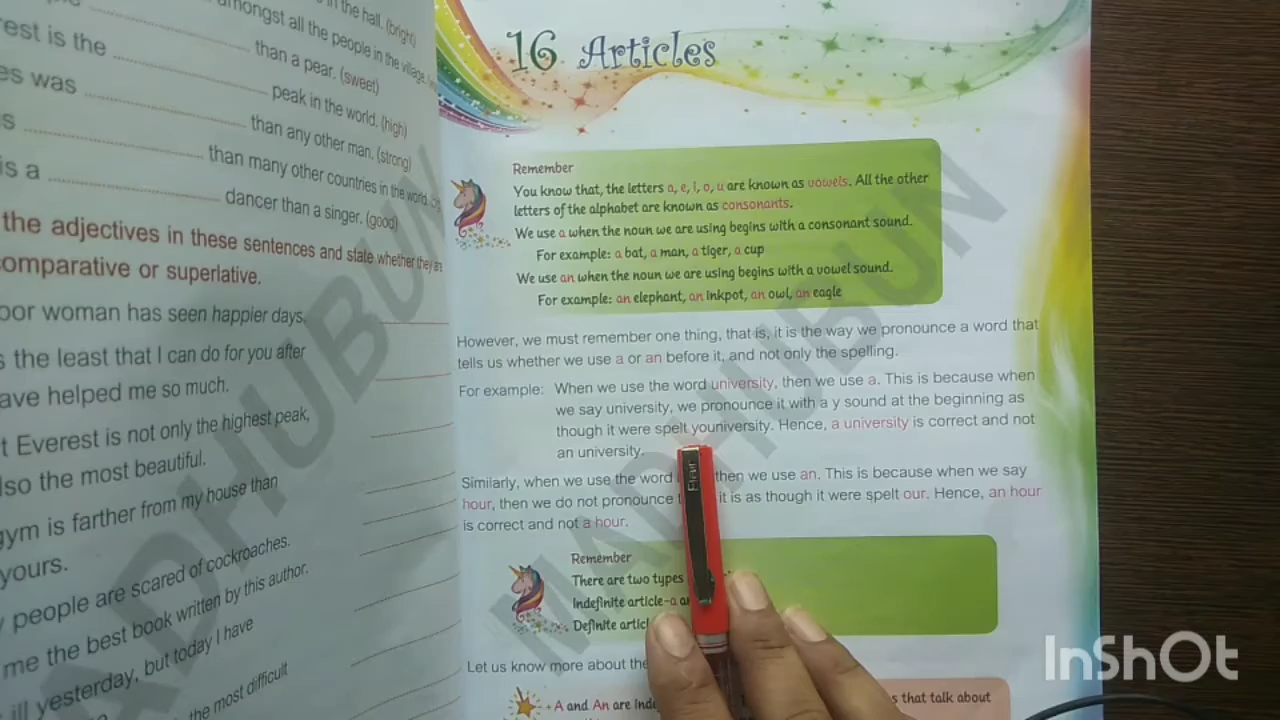 in the hall. (bright)
amongst all the people in the village.
than a pear. (sweet)
rest is the peak in the world. (high)
es was than any other man. (strong)
s than many other countries in the world.
is a dancer than a singer. (good)
the adjectives in these sentences and state whether they are
omparative or superlative.
oor woman has seen happier days.
s the least that I can do for you after
ave helped me so much.
t Everest is not only the highest peak,
lso the most beautiful.
gym is farther from my house than
yours.
y people are scared of cockroaches.
me the best book written by this author.
ill yesterday, but today I have
the most difficult
16 Articles
Remember
You know that, the letters a, e, i, o, u are known as vowels. All the other
letters of the alphabet are known as consonants.
We use a when the noun we are using begins with a consonant sound.
For example: a bat, a man, a tiger, a cup
We use an when the noun we are using begins with a vowel sound.
For example: an elephant, an inkpot, an owl, an eagle
However, we must remember one thing, that is, it is the way we pronounce a word that
tells us whether we use a or an before it, and not only the spelling.
For example: When we use the word university, then we use a. This is because when
we say university, we pronounce it with a y sound at the beginning as
though it were spelt youniversity. Hence, a university is correct and not
an university.
Similarly, when we use the word then we use an. This is because when we say
hour, then we do not pronounce it is as though it were spelt our. Hence, an hour
is correct and not a hour.
Remember
There are two types
Indefinite article-a
Definite
Let us know more about the
A and An are that talk about
MADHUBUN
ADHUBUN
Flair
InShOt